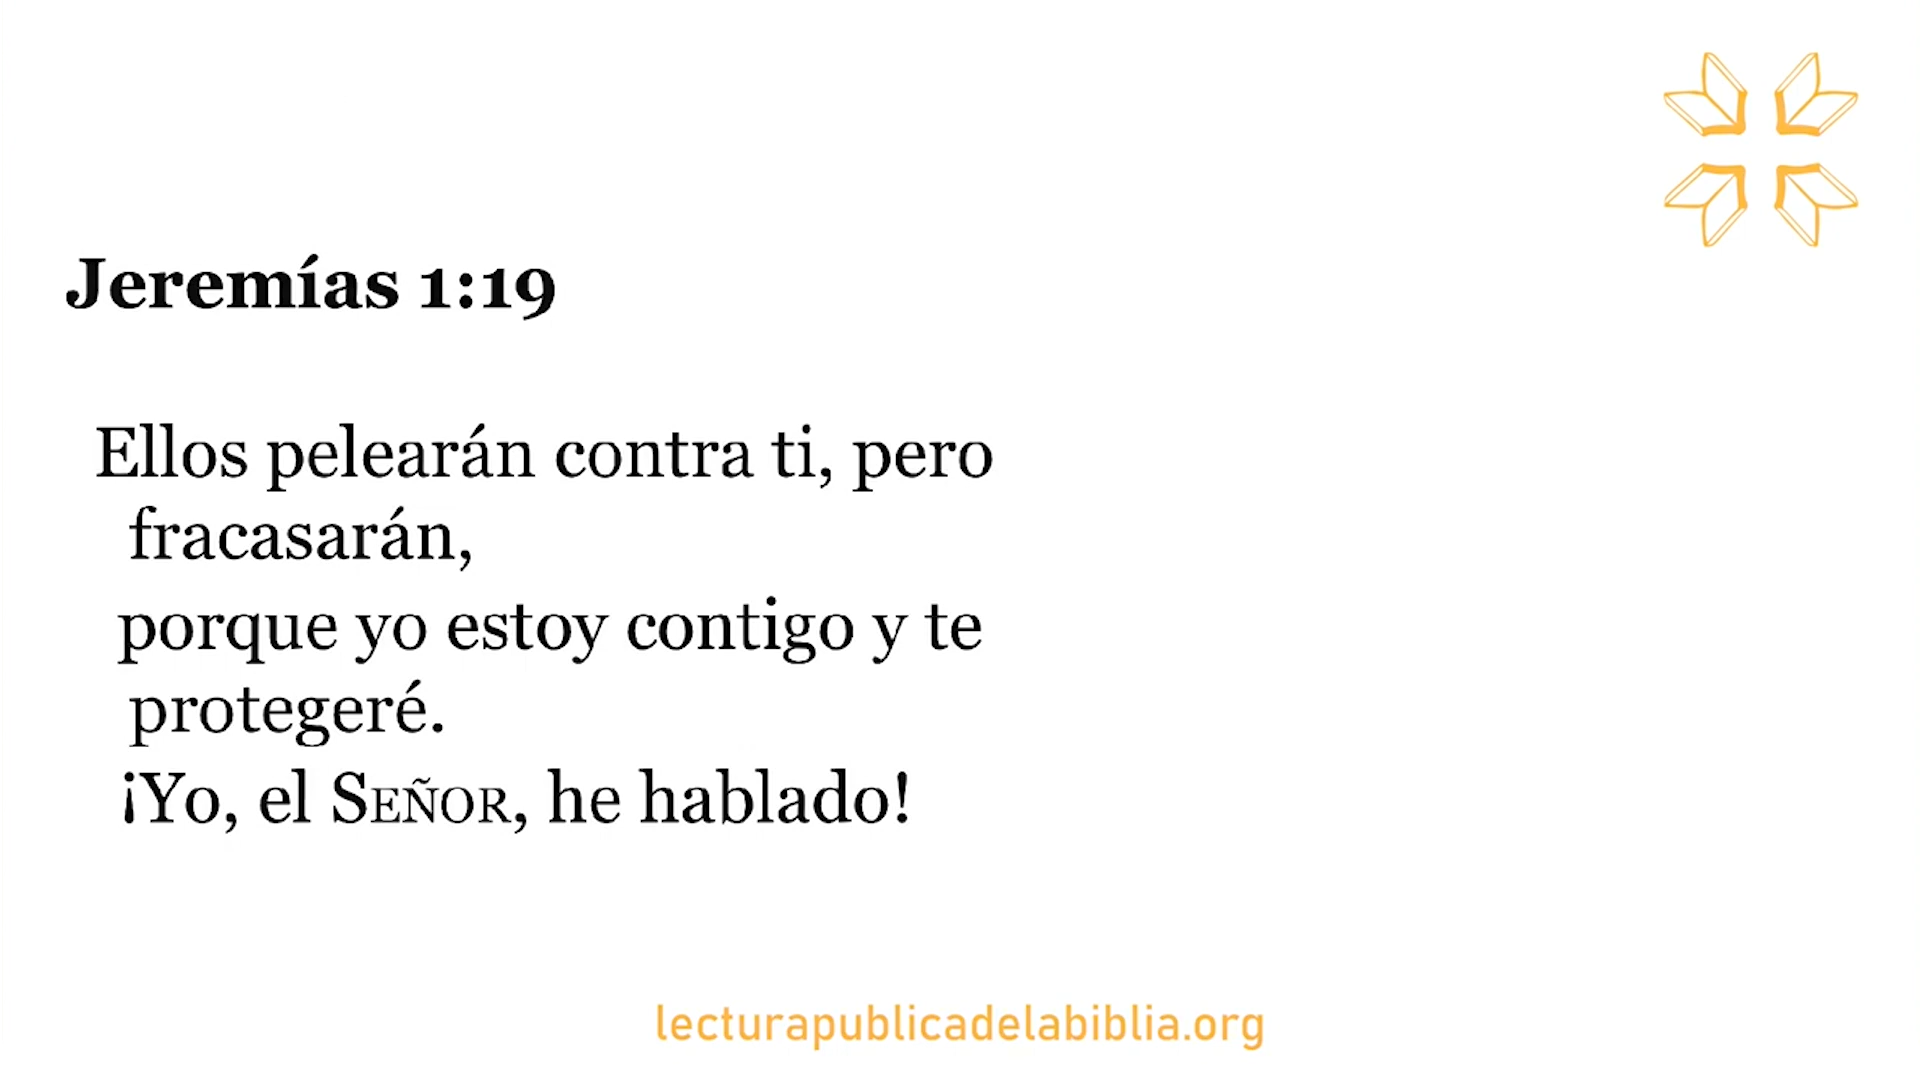 Jeremías 1:19
Ellos pelearán contra ti, pero
fracasarán,
porque yo estoy contigo y te
protegeré.
¡Yo, el SEÑOR, he hablado!
lecturapublicadelabiblia.org